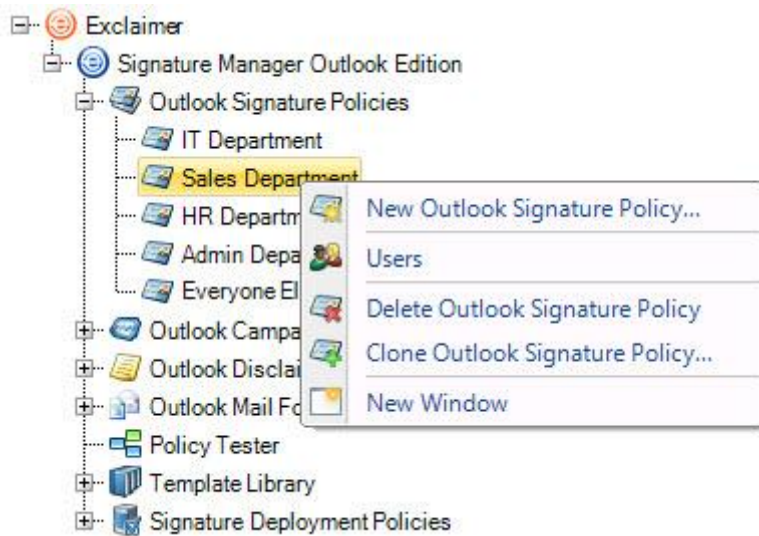 Exclaimer
Signature Manager Outlook Edition
Outlook Signature Policies
IT Department
Sales Department
HR Departm
Admin Depa
Everyone El
Outlook Campa
Outlook Disclai
Outlook Mail Fo
Policy Tester
Template Library
Signature Deployment Policies
New Outlook Signature Policy...
Users
Delete Outlook Signature Policy
Clone Outlook Signature Policy...
New Window